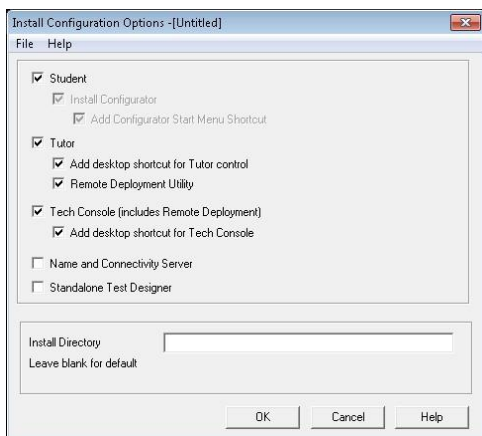 Install Configuration Options -[Untitled]
File Help
Student
Install Configurator
Add Configurator Start Menu Shortcut
Tutor
Add desktop shortcut for Tutor control
Remote Deployment Utility
Tech Console (includes Remote Deployment)
Add desktop shortcut for Tech Console
Name and Connectivity Server
Standalone Test Designer
Install Directory
Leave blank for default
OK Cancel Help